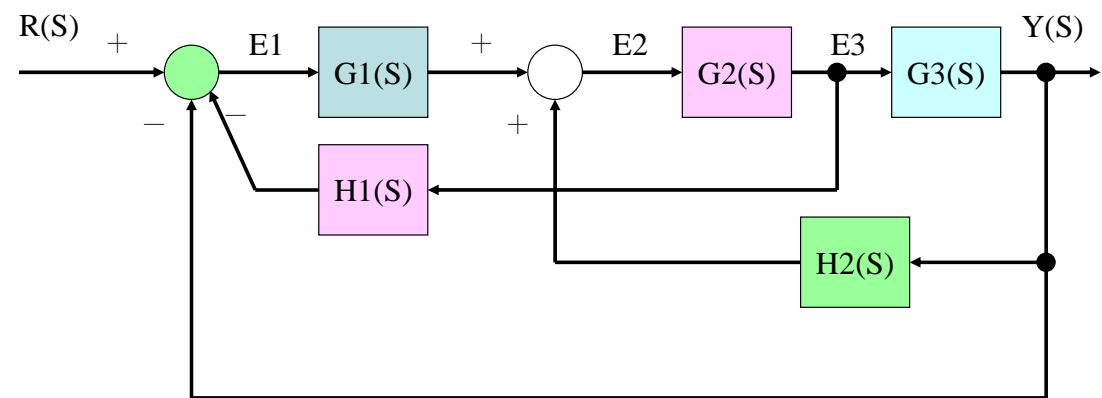 R(S)
+
E1
G1(S)
+
E2
G2(S)
E3
G3(S)
Y(S)
−
−
+
H1(S)
H2(S)